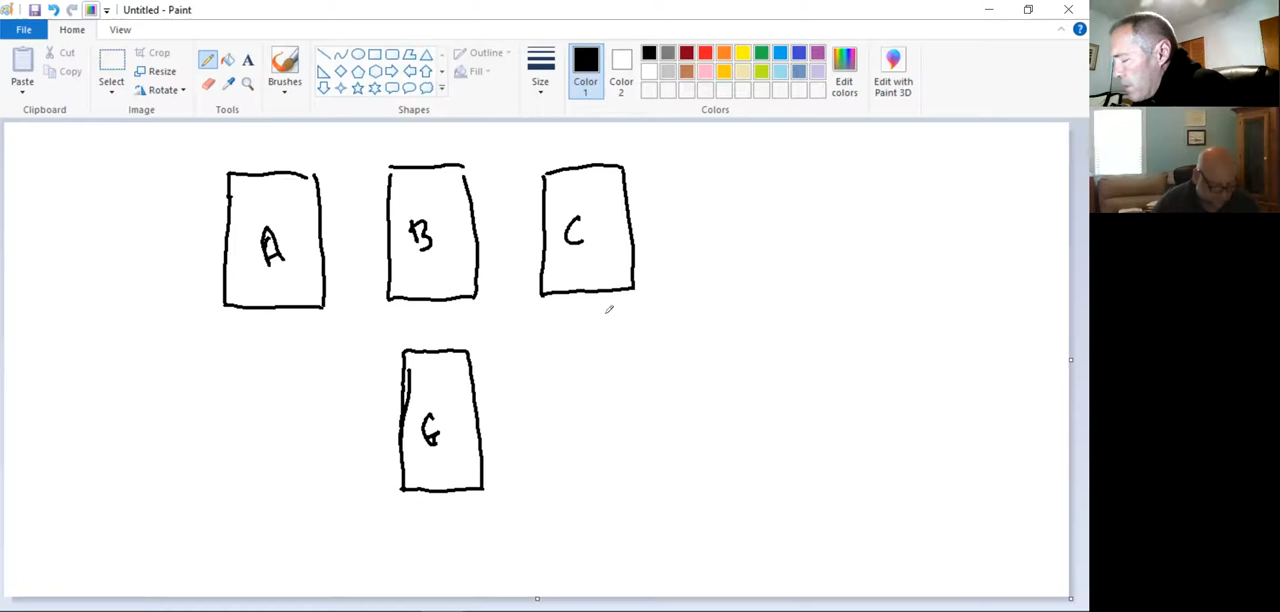 Untitled - Paint
File Home View
Paste
Cut
Copy
Clipboard
Select
Crop
Resize
Rotate
Image
A
Tools
Brushes
Shapes
Outline
Fill
Size
Color 1
Color 2
Edit colors
Colors
Edit with Paint 3D
A B C
G